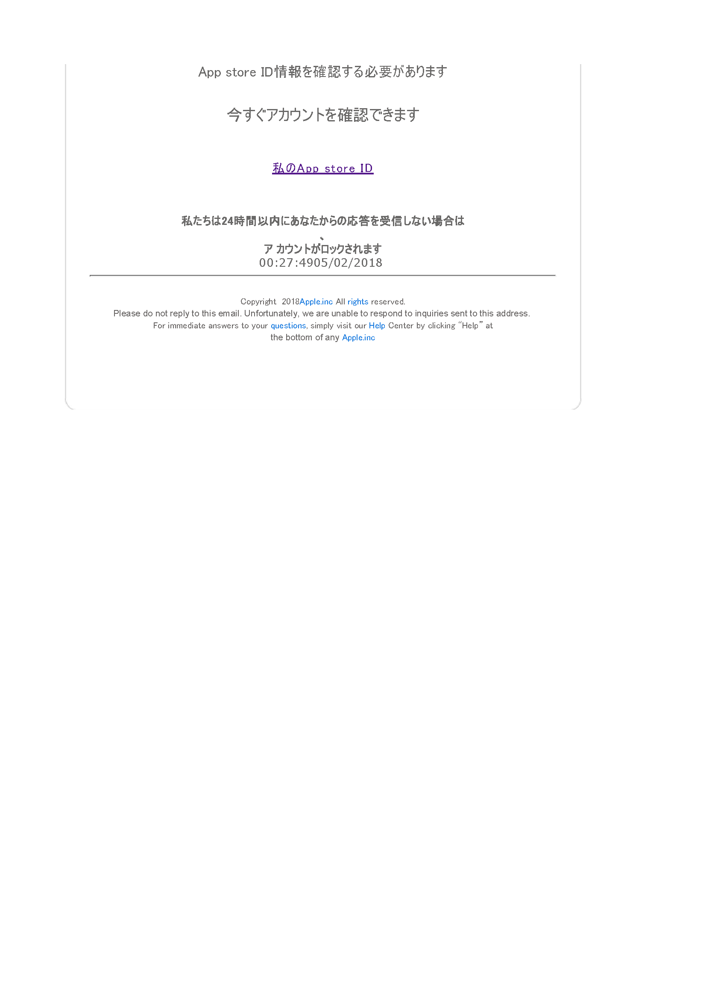 App store ID情報を確認する必要があります
今すぐアカウントを確認できます
私のApp store ID
私たちは24時間以内にあなたからの応答を受信しない場合は
、
ア カウントがロックされます
00:27:4905/02/2018
Copyright 2018Apple.inc All rights reserved.
Please do not reply to this email. Unfortunately, we are unable to respond to inquiries sent to this address.
For immediate answers to your questions, simply visit our Help Center by clicking “Help” at
the bottom of any Apple.inc